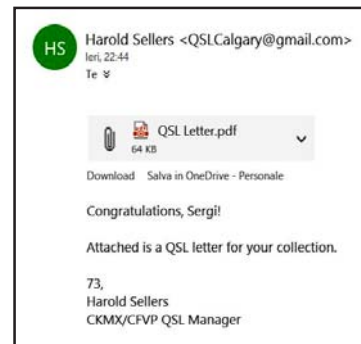 HS
Harold Sellers <QSLCalgary@gmail.com>
Ieri, 22:44
Te
QSL Letter.pdf
64 KB
Download Salva in OneDrive - Personale
Congratulations, Sergi!
Attached is a QSL letter for your collection.
73,
Harold Sellers
CKMX/CFVP QSL Manager